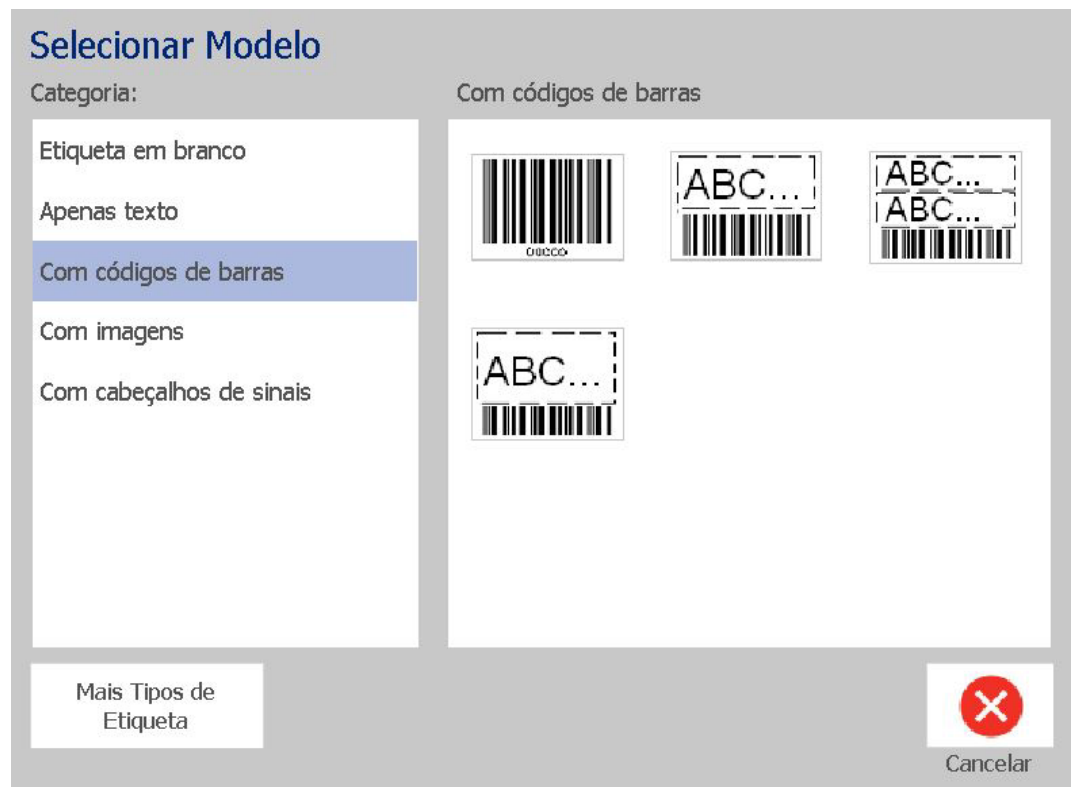 Selecionar Modelo
Categoria:
Com códigos de barras
Etiqueta em branco
Apenas texto
Com códigos de barras
Com imagens
Com cabeçalhos de sinais
ABC...
ABC...
ABC...
ABC...
Mais Tipos de
Etiqueta
Cancelar